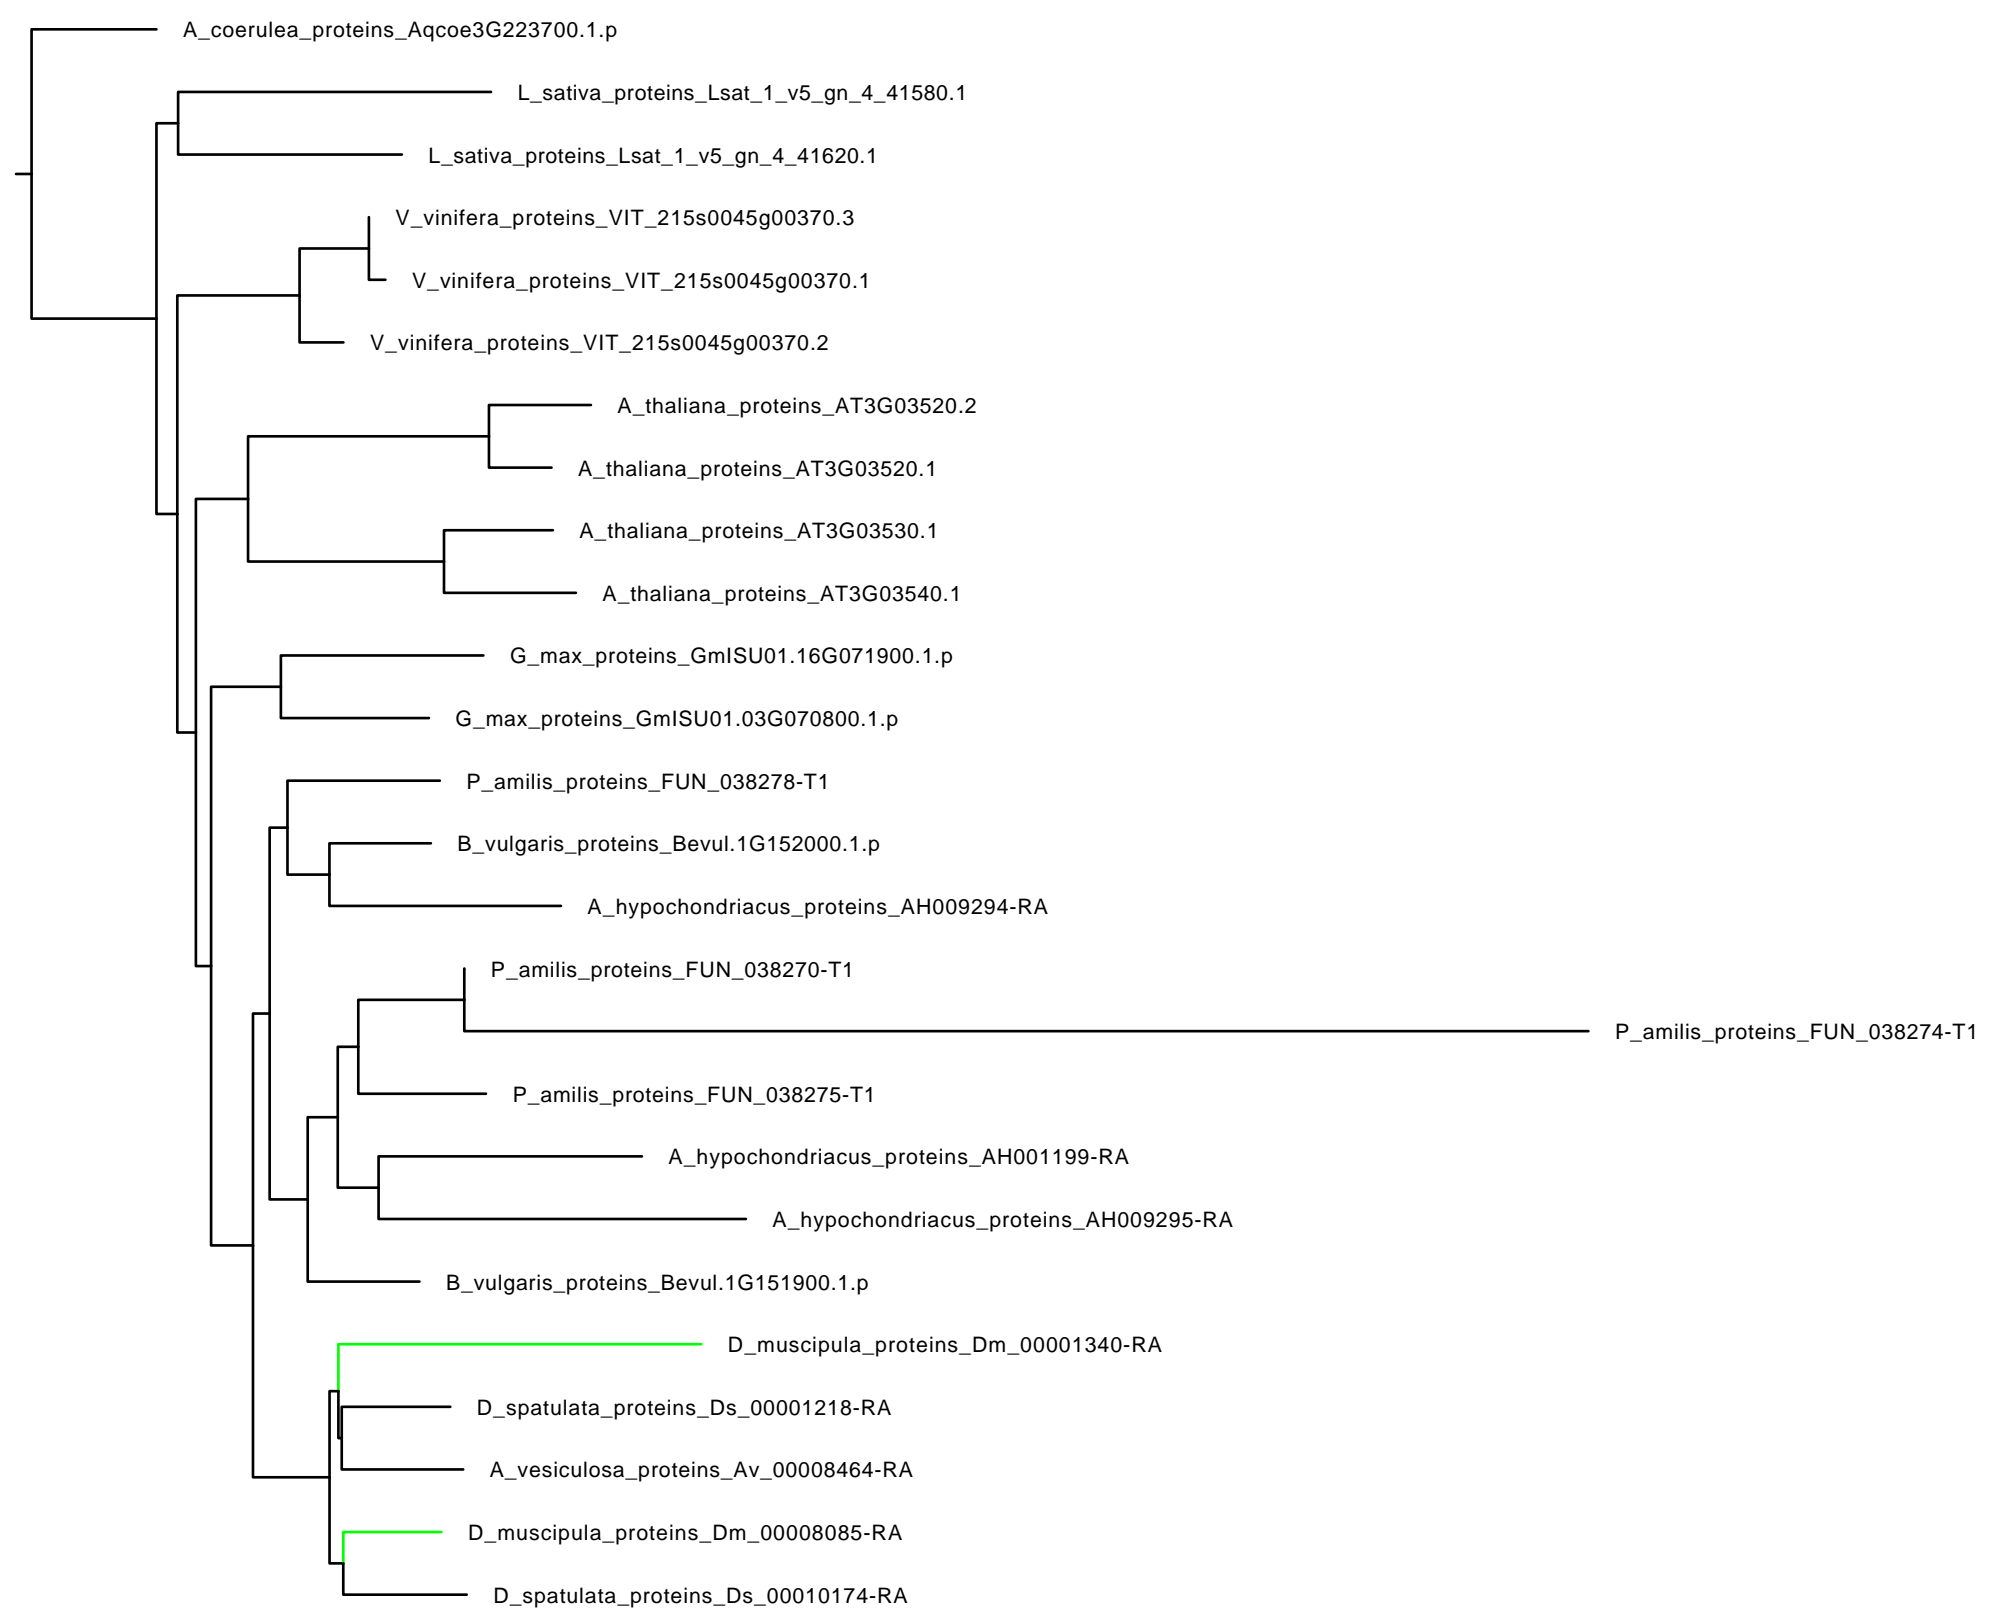 A_coerulea_proteins_Aqcoe3G223700.1.p
L_sativa_proteins_Lsat_1_v5_gn_4_41580.1
L_sativa_proteins_Lsat_1_v5_gn_4_41620.1
V_vinifera_proteins_VIT_215s0045g00370.3
V_vinifera_proteins_VIT_215s0045g00370.1
V_vinifera_proteins_VIT_215s0045g00370.2
A_thaliana_proteins_AT3G03520.2
A_thaliana_proteins_AT3G03520.1
A_thaliana_proteins_AT3G03530.1
A_thaliana_proteins_AT3G03540.1
G_max_proteins_GmISU01.16G071900.1.p
G_max_proteins_GmISU01.03G070800.1.p
P_amilis_proteins_FUN_038278-T1
B_vulgaris_proteins_Bevul.1G152000.1.p
A_hypochondriacus_proteins_AH009294-RA
P_amilis_proteins_FUN_038270-T1
P_amilis_proteins_FUN_038274-T1
P_amilis_proteins_FUN_038275-T1
A_hypochondriacus_proteins_AH001199-RA
A_hypochondriacus_proteins_AH009295-RA
B_vulgaris_proteins_Bevul.1G151900.1.p
D_muscipula_proteins_Dm_00001340-RA
D_spatulata_proteins_Ds_00001218-RA
A_vesiculosa_proteins_Av_00008464-RA
D_muscipula_proteins_Dm_00008085-RA
D_spatulata_proteins_Ds_00010174-RA